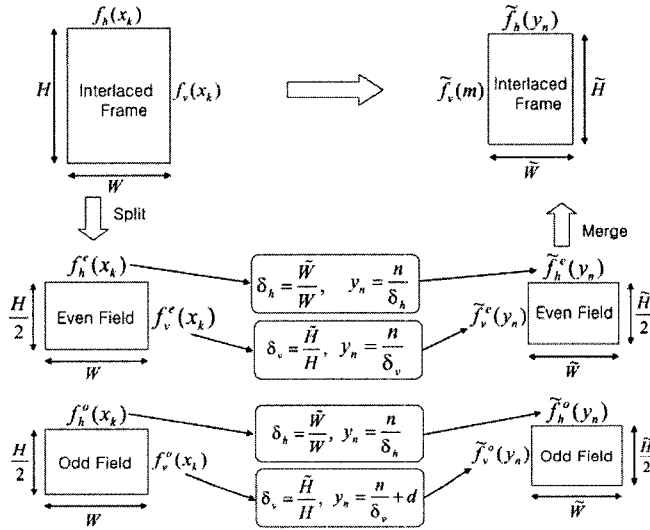 f_h(x_k)
H
Interlaced
Frame
f_v(x_k)
W
f̃_h(y_n)
f̃_v(m)
Interlaced
Frame
H̃
W̃
Split
Merge
f_h^e(x_k)
H/2
Even Field
f_v^e(x_k)
W
δ_h = W̃/W, y_n = n/δ_h
δ_v = H̃/H, y_n = n/δ_v
f̃_h^e(y_n)
f̃_v^e(y_n)
Even Field
H̃/2
W̃
f_h^o(x_k)
H/2
Odd Field
f_v^o(x_k)
W
δ_h = W̃/W, y_n = n/δ_h
δ_v = H̃/H, y_n = n/δ_v + d
f̃_h^o(y_n)
f̃_v^o(y_n)
Odd Field
H̃/2
W̃